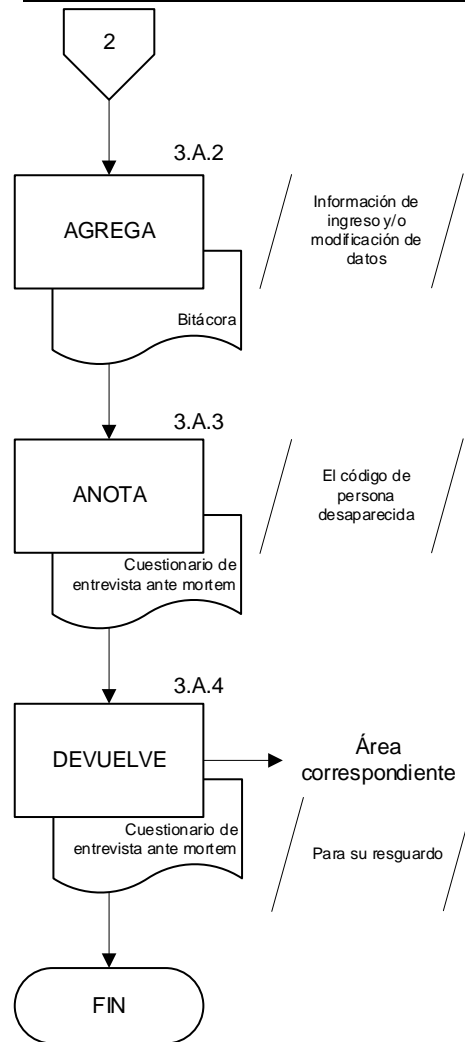 2
3.A.2
AGREGA
Información de
ingreso y/o
modificación de
datos
Bitácora
3.A.3
ANOTA
El código de
persona
desaparecida
Cuestionario de
entrevista ante mortem
3.A.4
DEVUELVE
Área
correspondiente
Cuestionario de
entrevista ante mortem
Para su resguardo
FIN